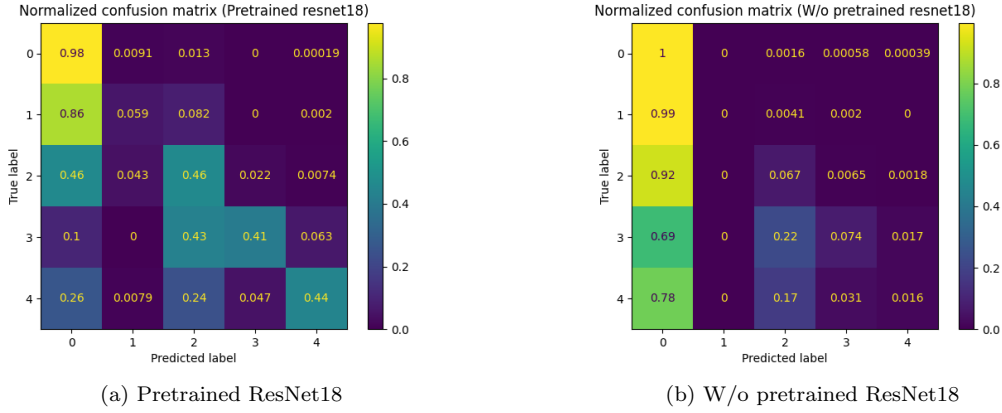 Normalized confusion matrix (Pretrained resnet18)
0 0.98 0.0091 0.013 0 0.00019
1 0.86 0.059 0.082 0 0.002
2 0.46 0.043 0.46 0.022 0.0074
3 0.1 0 0.43 0.41 0.063
4 0.26 0.0079 0.24 0.047 0.44
0 1 2 3 4
Predicted label
True label
0.8
0.6
0.4
0.2
0.0
(a) Pretrained ResNet18
Normalized confusion matrix (W/o pretrained resnet18)
0 1 0 0.0016 0.00058 0.00039
1 0.99 0 0.0041 0.002 0
2 0.92 0 0.067 0.0065 0.0018
3 0.69 0 0.22 0.074 0.017
4 0.78 0 0.17 0.031 0.016
0 1 2 3 4
Predicted label
True label
0.8
0.6
0.4
0.2
0.0
(b) W/o pretrained ResNet18